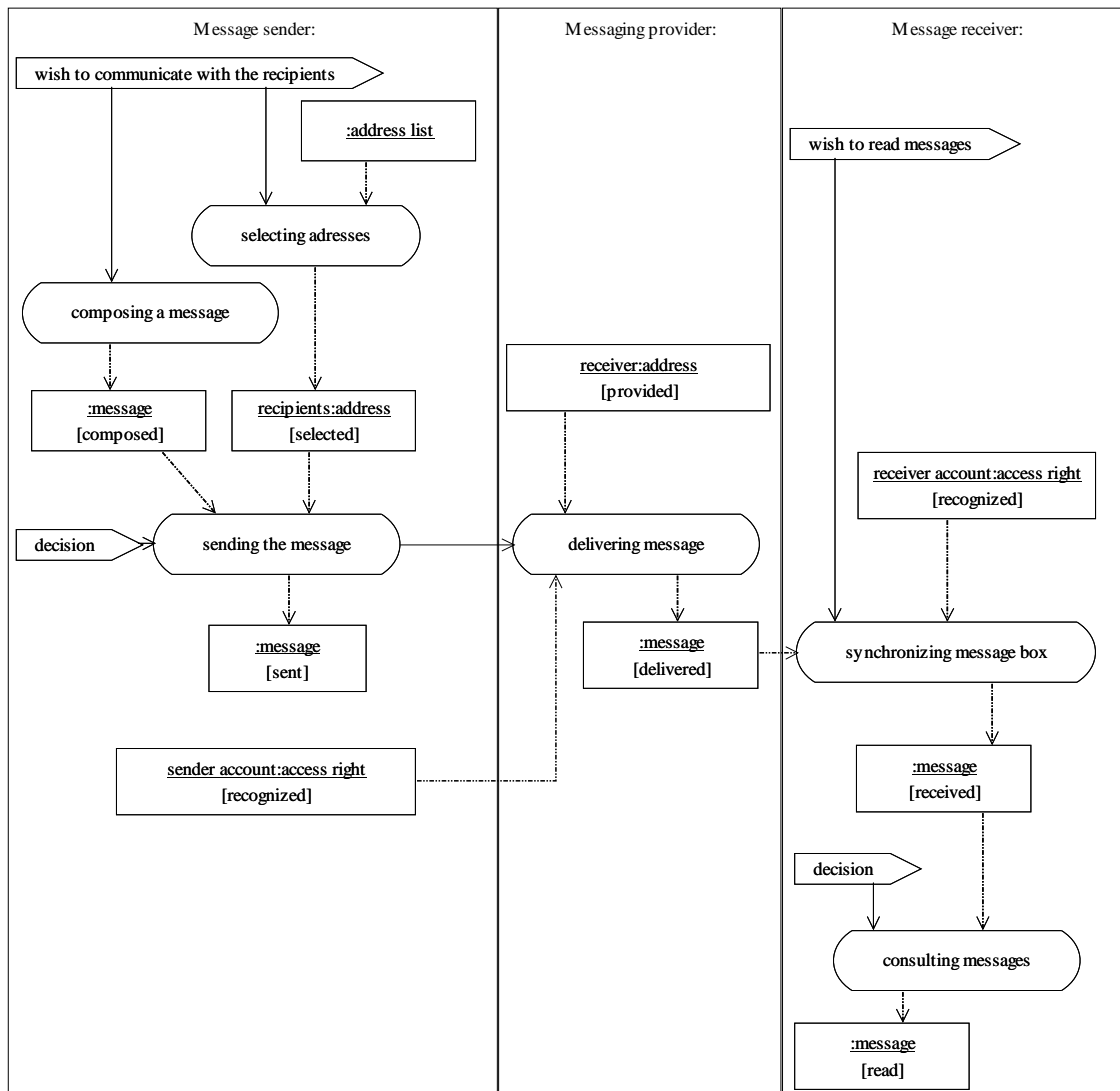 Message sender:
Messaging provider:
Message receiver:
wish to communicate with the recipients
:address list
wish to read messages
selecting adresses
composing a message
receiver:address
[provided]
:message
[composed]
recipients:address
[selected]
receiver account:access right
[recognized]
decision
sending the message
delivering message
:message
[sent]
:message
[delivered]
synchronizing message box
sender account:access right
[recognized]
:message
[received]
decision
consulting messages
:message
[read]